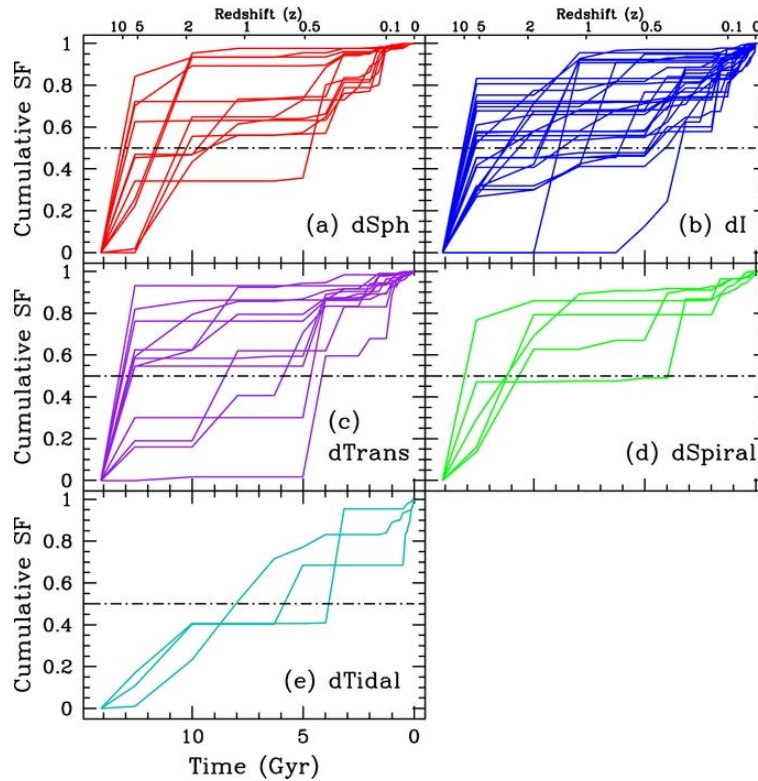 Redshift (z) Redshift (z)
10 5 2 1 0.5 0.1 0 10 5 2 1 0.5 0.1 0
1
0.8
0.6
0.4
0.2
0
Cumulative SF
(a) dSph
(b) dI
1
0.8
0.6
0.4
0.2
0
Cumulative SF
(c)
dTrans
(d) dSpiral
10 5 0
1
0.8
0.6
0.4
0.2
0
Cumulative SF
(e) dTidal
10 5 0
Time (Gyr)